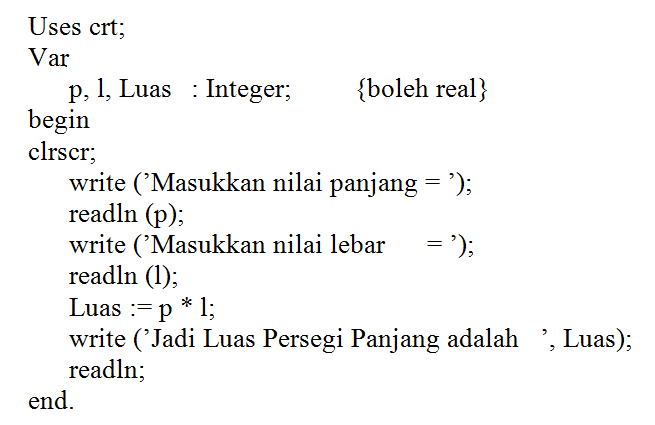 Uses crt;
Var
p, l, Luas : Integer; {boleh real}
begin
clrscr;
write (’Masukkan nilai panjang = ’);
readln (p);
write (’Masukkan nilai lebar = ’);
readln (l);
Luas := p * l;
write (’Jadi Luas Persegi Panjang adalah ’, Luas);
readln;
end.